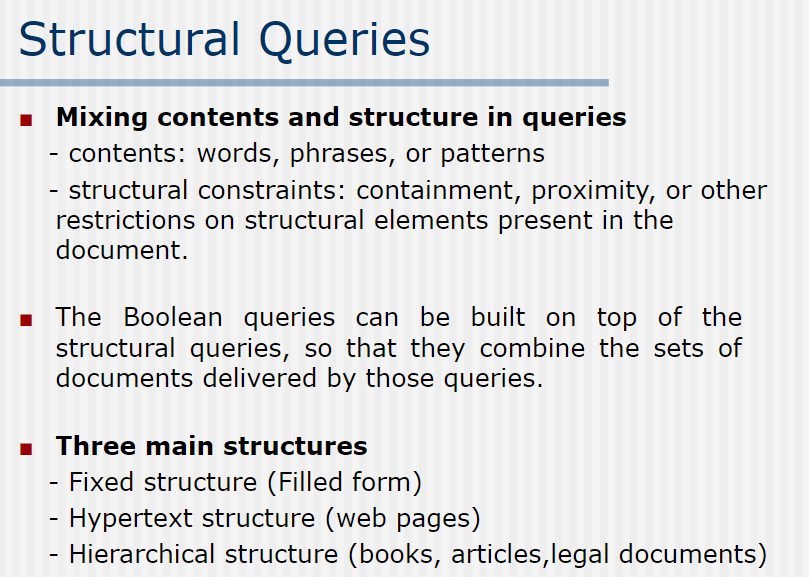 Structural Queries
Mixing contents and structure in queries
- contents: words, phrases, or patterns
- structural constraints: containment, proximity, or other
restrictions on structural elements present in the
document.
The Boolean queries can be built on top of the
structural queries, so that they combine the sets of
documents delivered by those queries.
Three main structures
- Fixed structure (Filled form)
- Hypertext structure (web pages)
- Hierarchical structure (books, articles,legal documents)